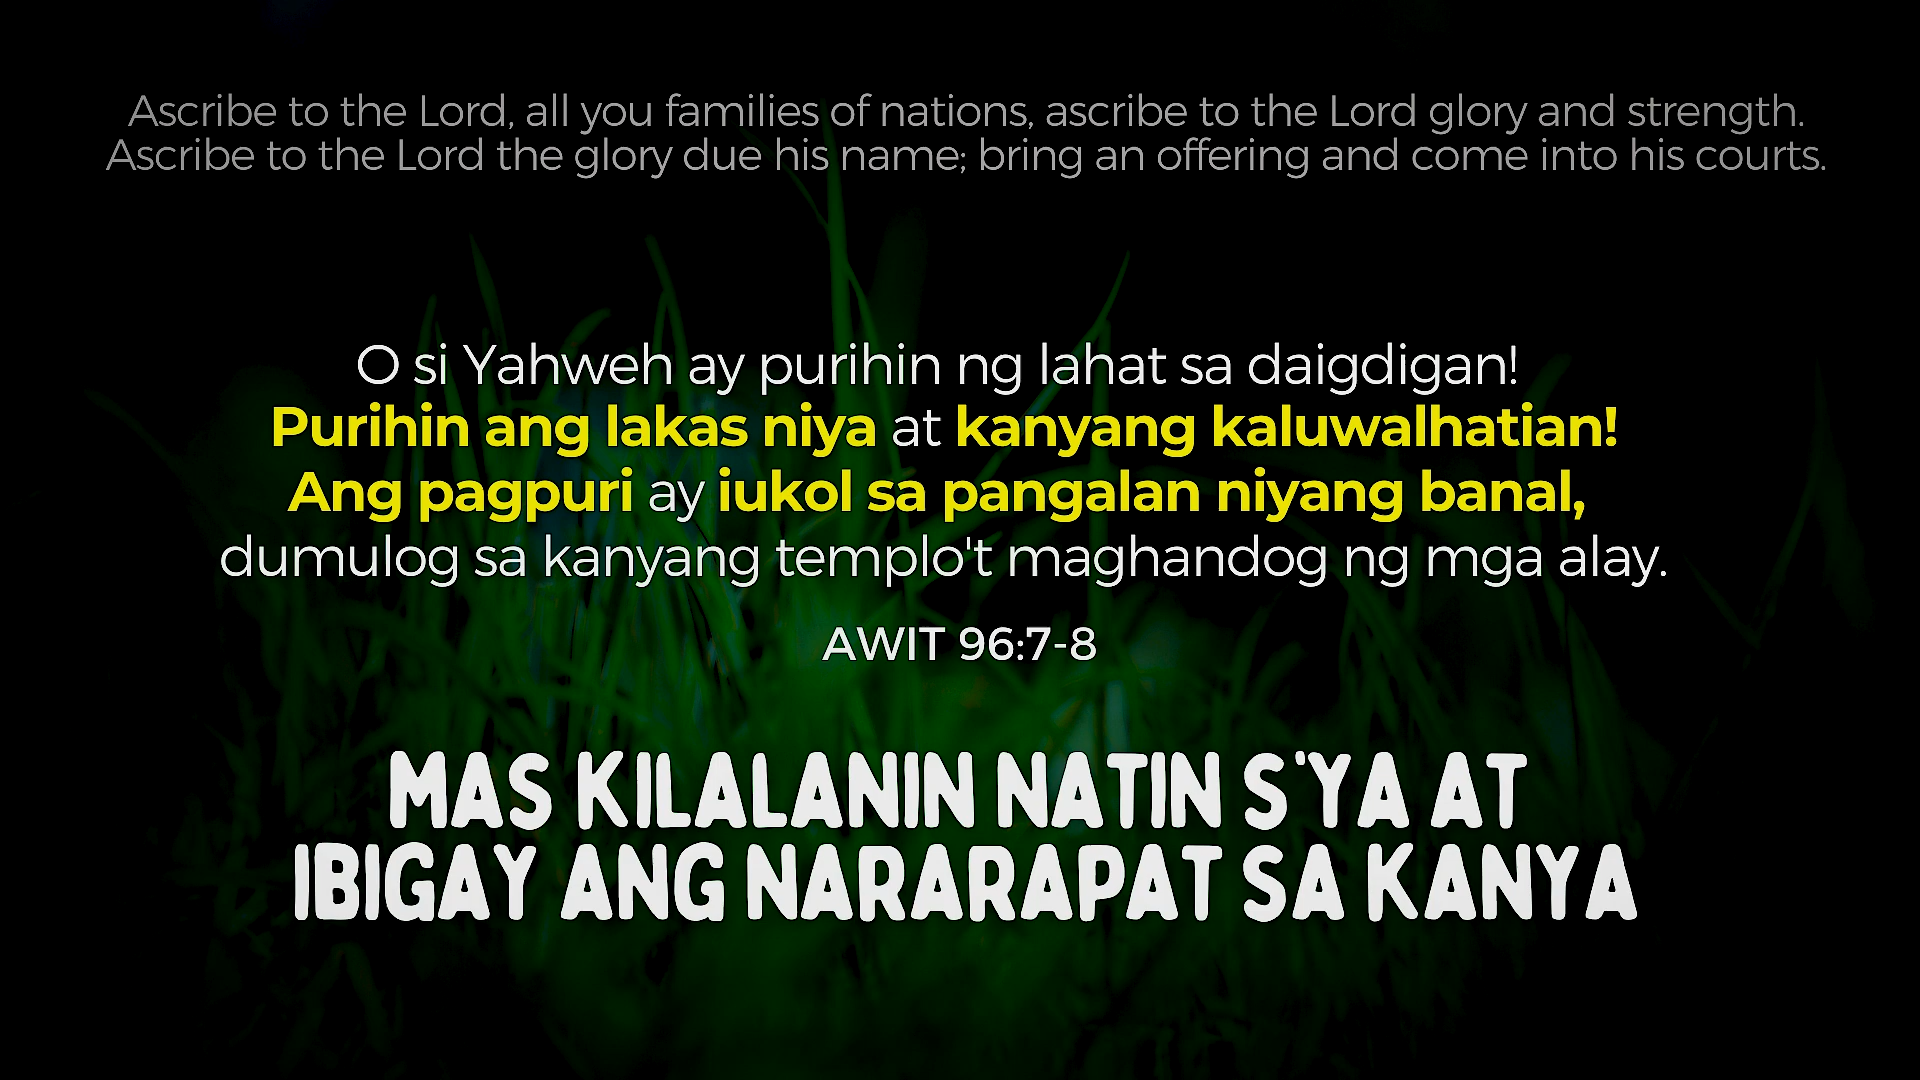 Ascribe to the Lord, all you families of nations, ascribe to the Lord glory and strength.
Ascribe to the Lord the glory due his name; bring an offering and come into his courts.
O si Yahweh ay purihin ng lahat sa daigdigan!
Purihin ang lakas niya at kanyang kaluwalhatian!
Ang pagpuri ay iukol sa pangalan niyang banal,
dumulog sa kanyang templo't maghandog ng mga alay.
AWIT 96:7-8
MAS KILALANIN NATIN S'YA AT
IBIGAY ANG NARARAPAT SA KANYA